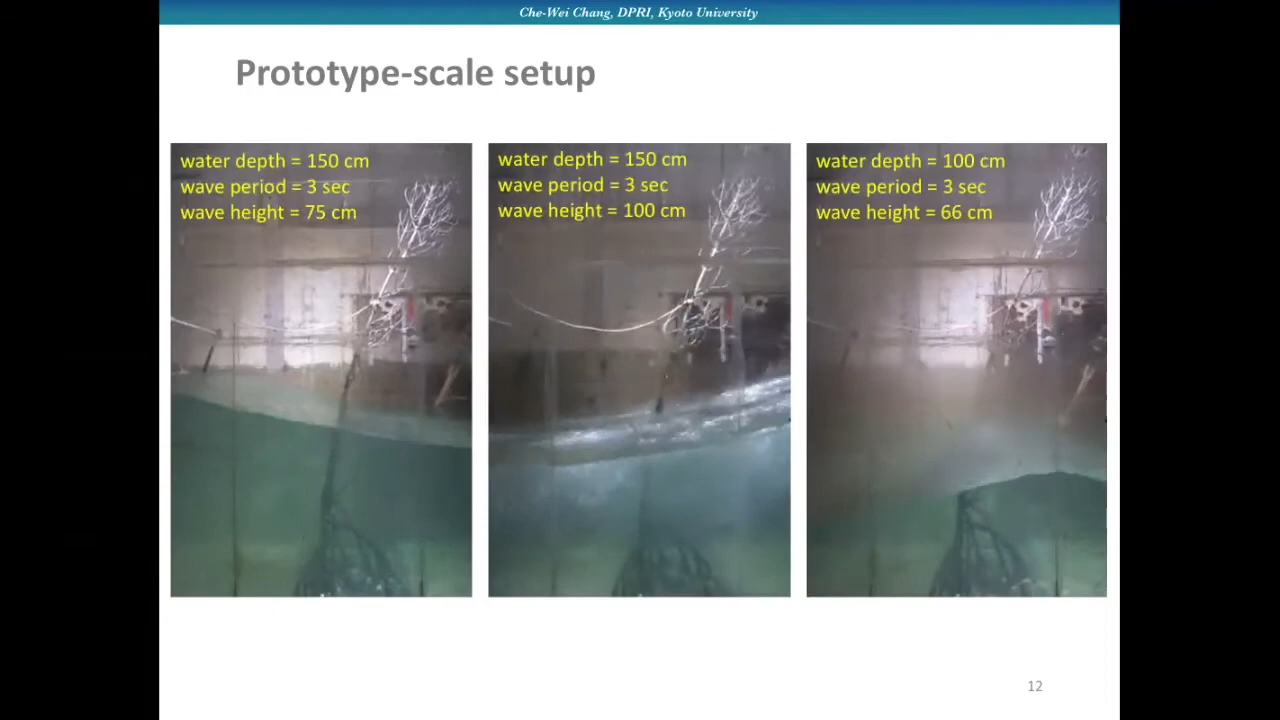 Che-Wei Chang, DPRI, Kyoto University
Prototype-scale setup
water depth = 150 cm
wave period = 3 sec
wave height = 75 cm
water depth = 150 cm
wave period = 3 sec
wave height = 100 cm
water depth = 100 cm
wave period = 3 sec
wave height = 66 cm
12